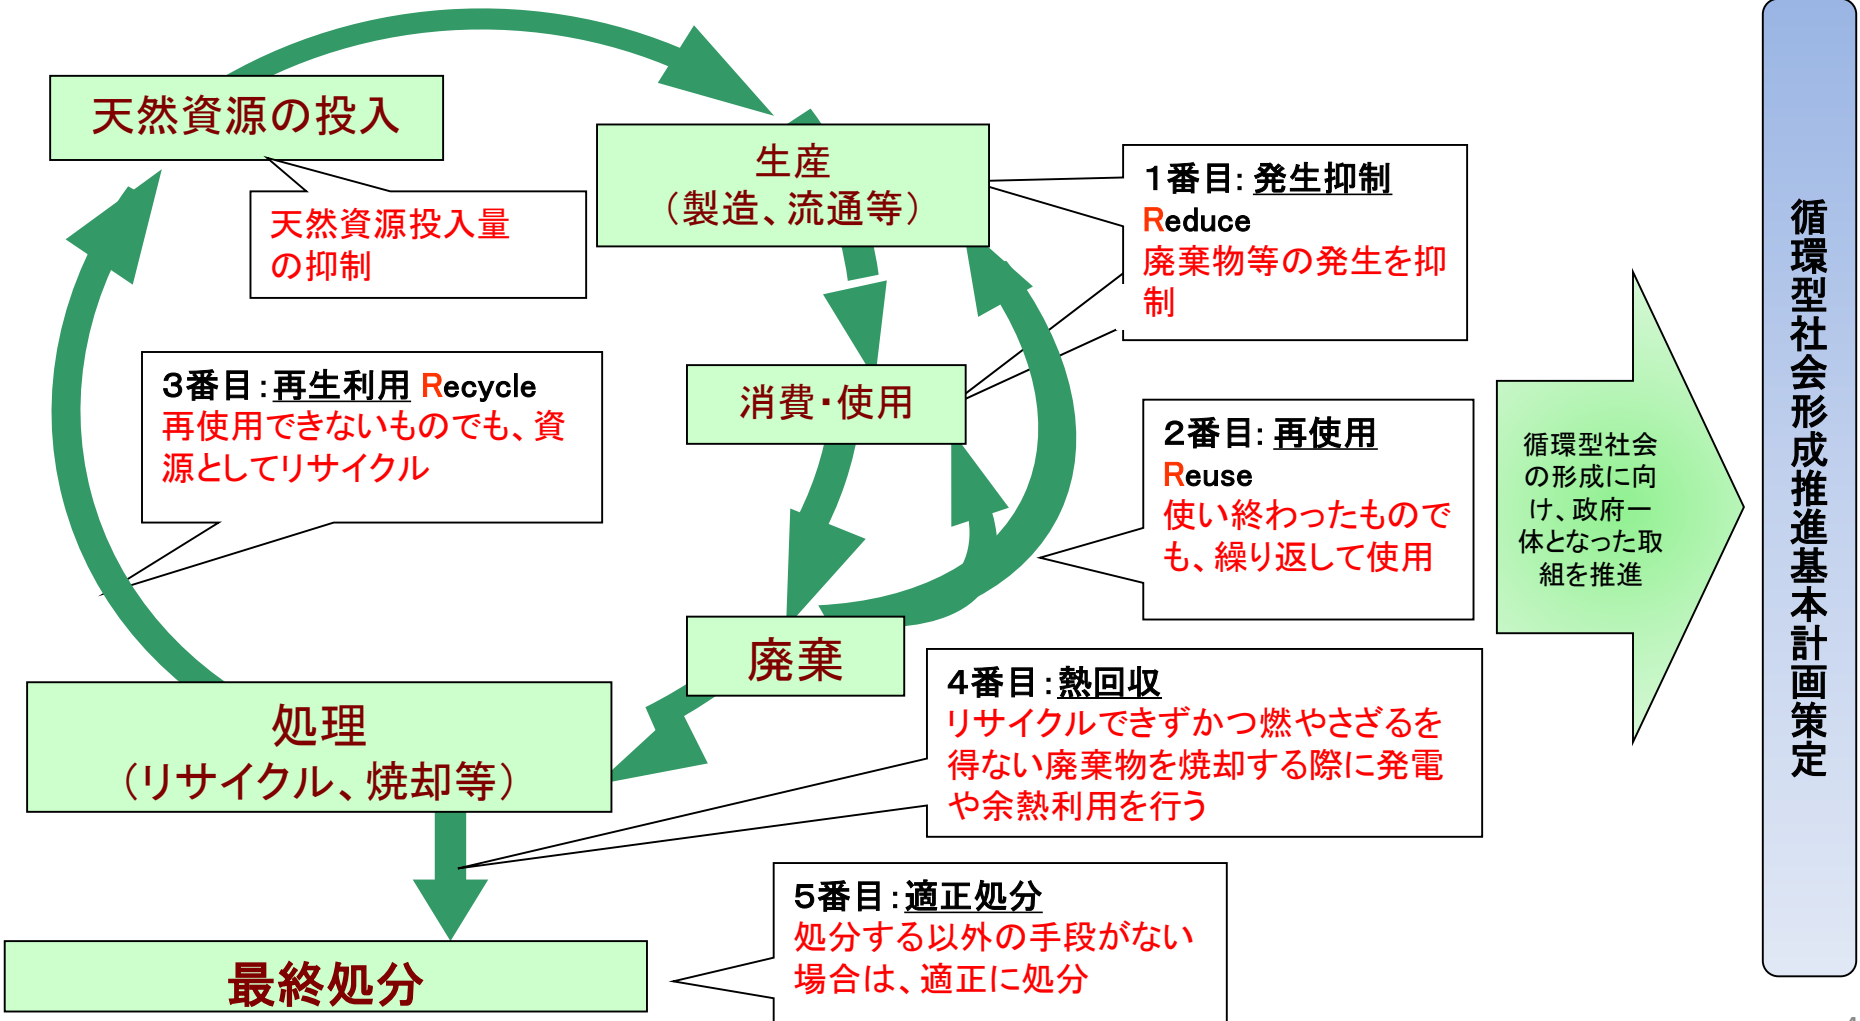 天然資源の投入
天然資源投入量
の抑制
生産
（製造、流通等）
1番目：発生抑制
Reduce
廃棄物等の発生を抑
制
3番目：再生利用 Recycle
再使用できないものでも、資
源としてリサイクル
消費・使用
2番目：再使用
Reuse
使い終わったもので
も、繰り返して使用
廃棄
処理
（リサイクル、焼却等）
4番目：熱回収
リサイクルできずかつ燃やさざるを
得ない廃棄物を焼却する際に発電
や余熱利用を行う
最終処分
5番目：適正処分
処分する以外の手段がない
場合は、適正に処分
循環型社会
の形成に向
け、政府一
体となった取
組を推進
循環型社会形成推進基本計画策定